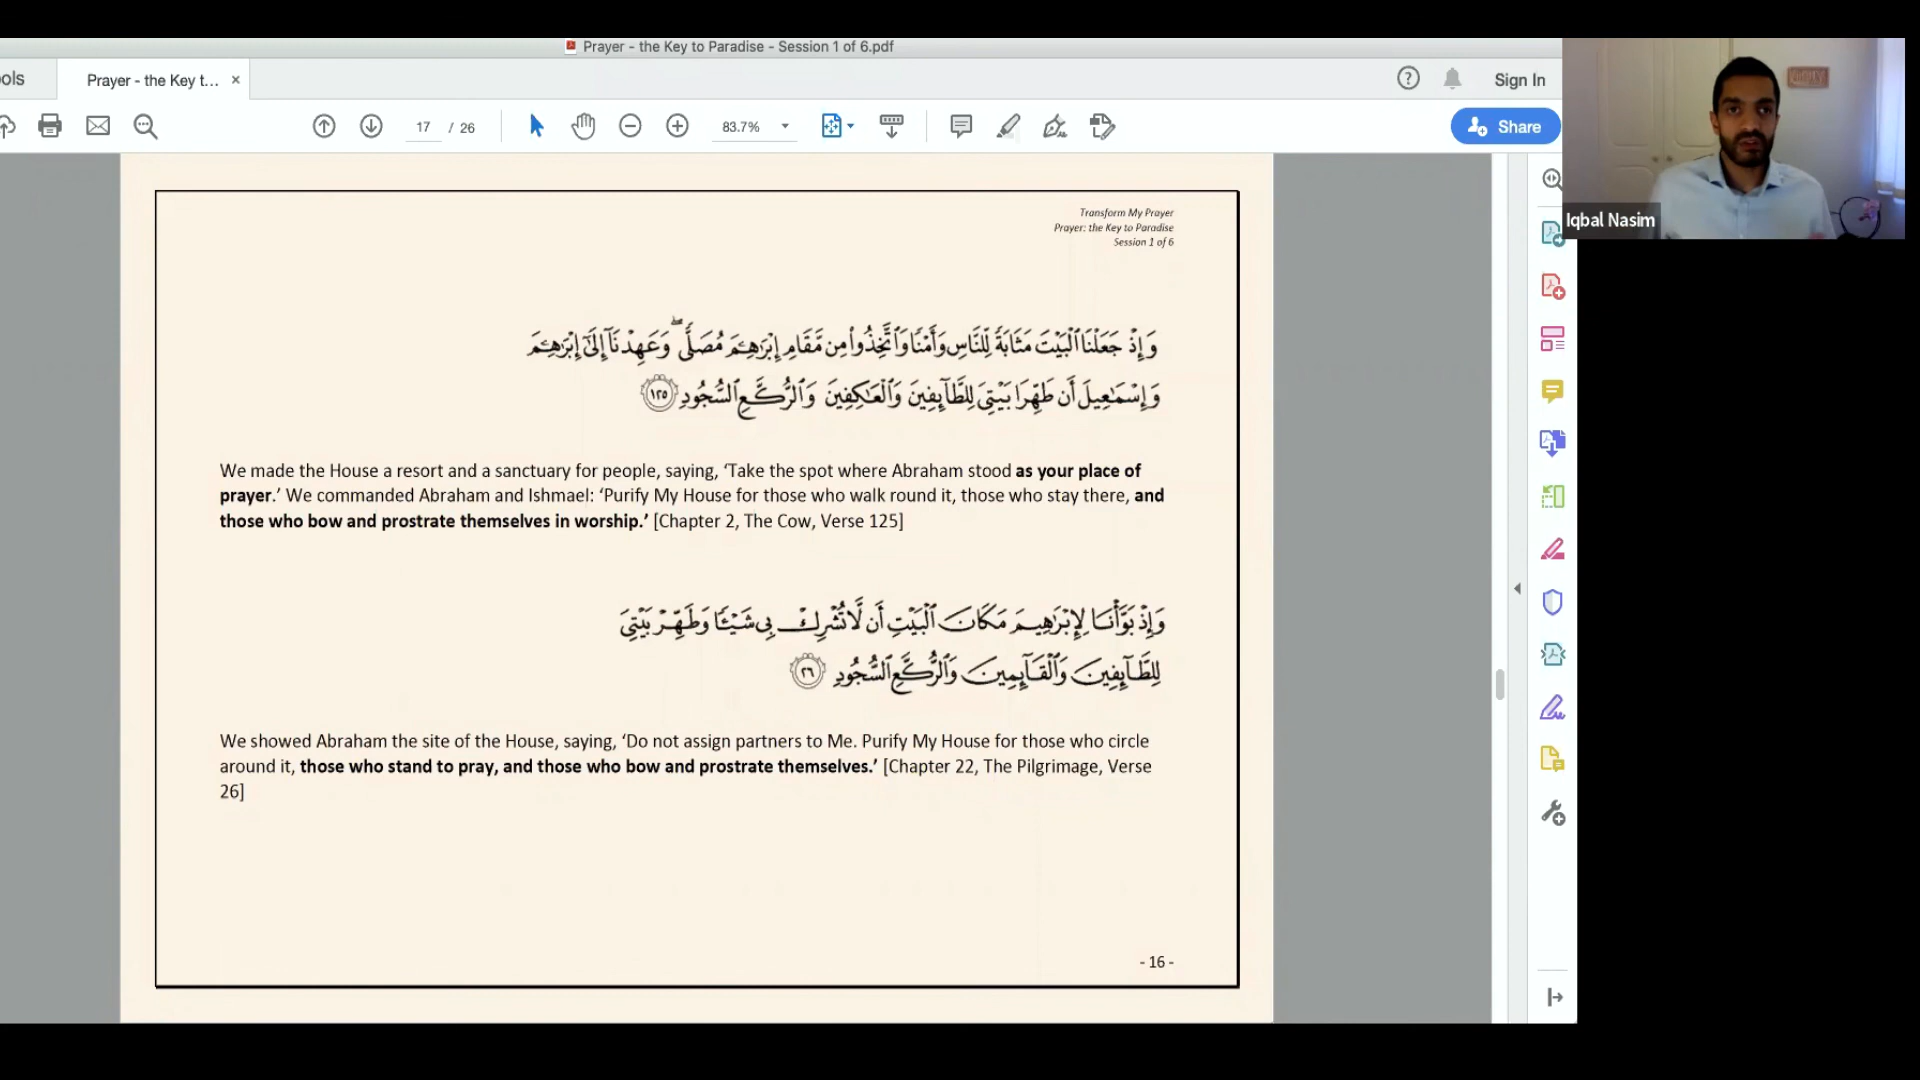 Prayer - the Key to Paradise - Session 1 of 6.pdf
ols
Prayer - the Key t... ×
Sign In
17 / 26
83.7%
Share
Iqbal Nasim
Transform My Prayer
Prayer: the Key to Paradise
Session 1 of 6
وَإِذْ جَعَلْنَا ٱلْبَيْتَ مَثَابَةً لِّلنَّاسِ وَأَمْنًا وَٱتَّخِذُوا۟ مِن مَّقَامِ إِبْرَٰهِـۧمَ مُصَلًّى ۖ وَعَهِدْنَآ إِلَىٰٓ إِبْرَٰهِـۧمَ
وَإِسْمَـٰعِيلَ أَن طَهِّرَا بَيْتِىَ لِلطَّآئِفِينَ وَٱلْعَـٰكِفِينَ وَٱلرُّكَّعِ ٱلسُّجُودِ ١٢٥
We made the House a resort and a sanctuary for people, saying, ‘Take the spot where Abraham stood as your place of
prayer.’ We commanded Abraham and Ishmael: ‘Purify My House for those who walk round it, those who stay there, and
those who bow and prostrate themselves in worship.’ [Chapter 2, The Cow, Verse 125]
وَإِذْ بَوَّأْنَا لِإِبْرَٰهِيمَ مَكَانَ ٱلْبَيْتِ أَن لَّا تُشْرِكْ بِى شَيْـًٔا وَطَهِّرْ بَيْتِىَ
لِلطَّآئِفِينَ وَٱلْقَآئِمِينَ وَٱلرُّكَّعِ ٱلسُّجُودِ ٢٦
We showed Abraham the site of the House, saying, ‘Do not assign partners to Me. Purify My House for those who circle
around it, those who stand to pray, and those who bow and prostrate themselves.’ [Chapter 22, The Pilgrimage, Verse
26]
- 16 -